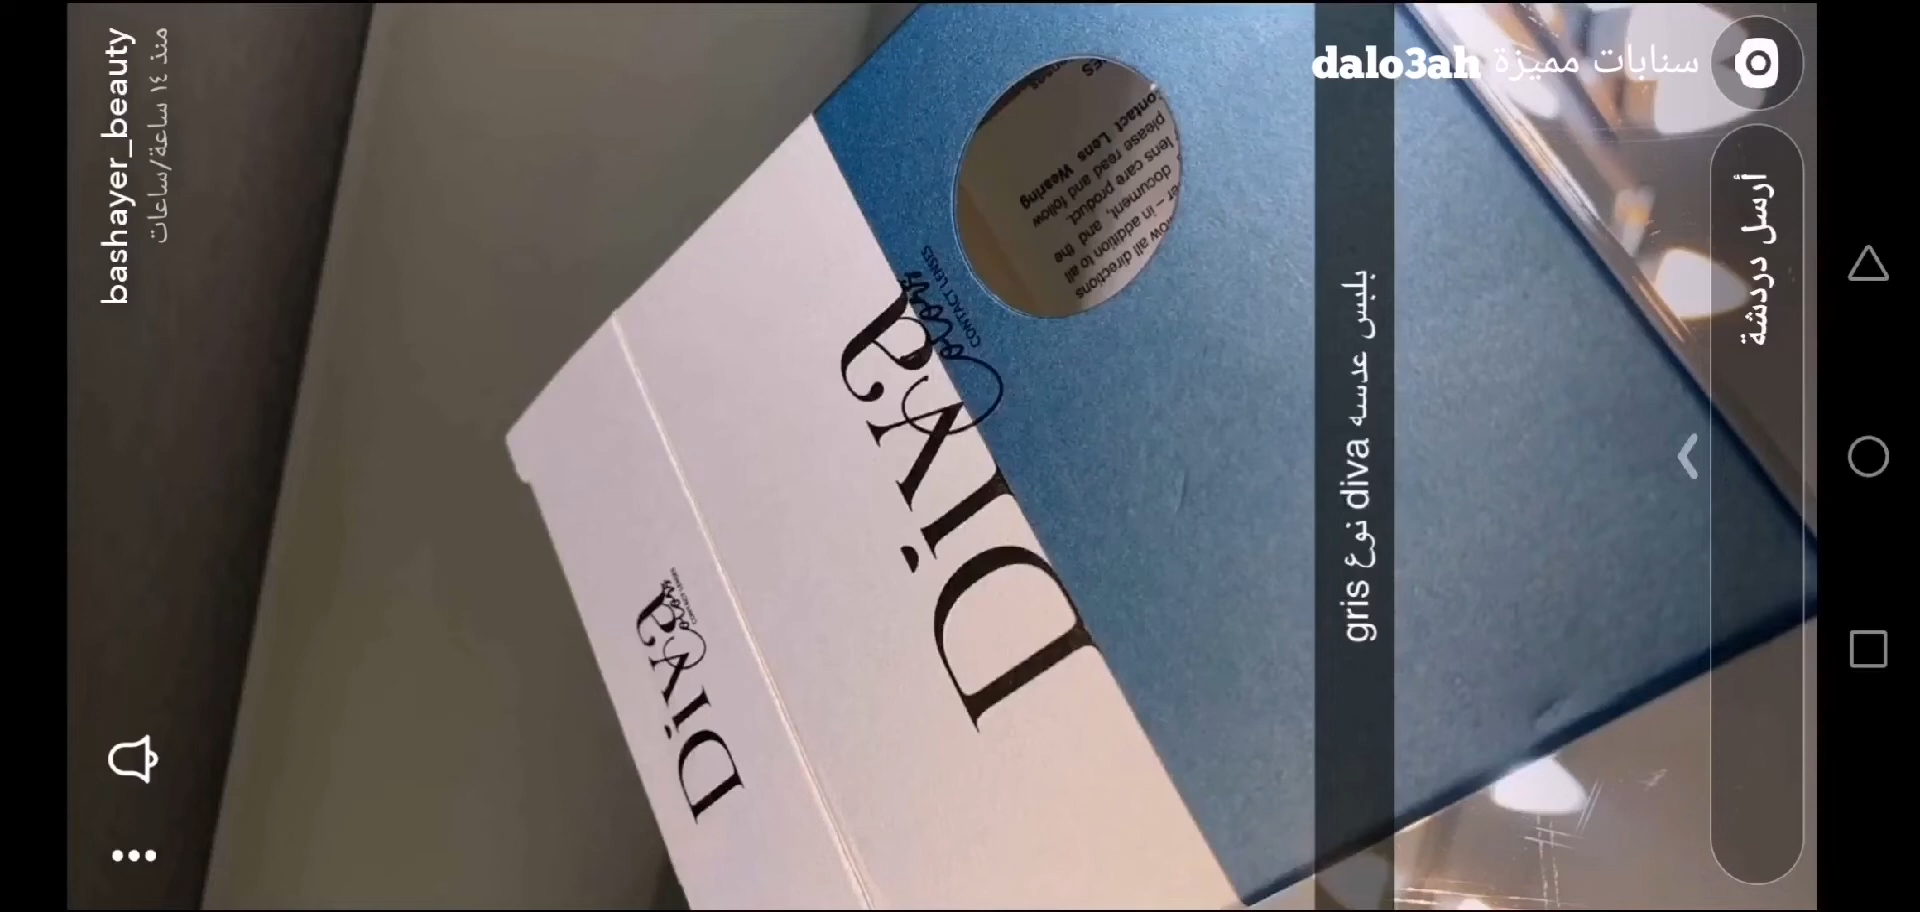 bashayer_beauty
منذ ١٤ ساعة/ساعات
سنابات مميزة dalo3ah
Diva
CONTACT LENSES
Diva
ontact Lens Wearing
please read and follow
lens care product.
document, and the
er – in addition to all
ow all directions
بلبس عدسه diva نوع gris
أرسل دردشة